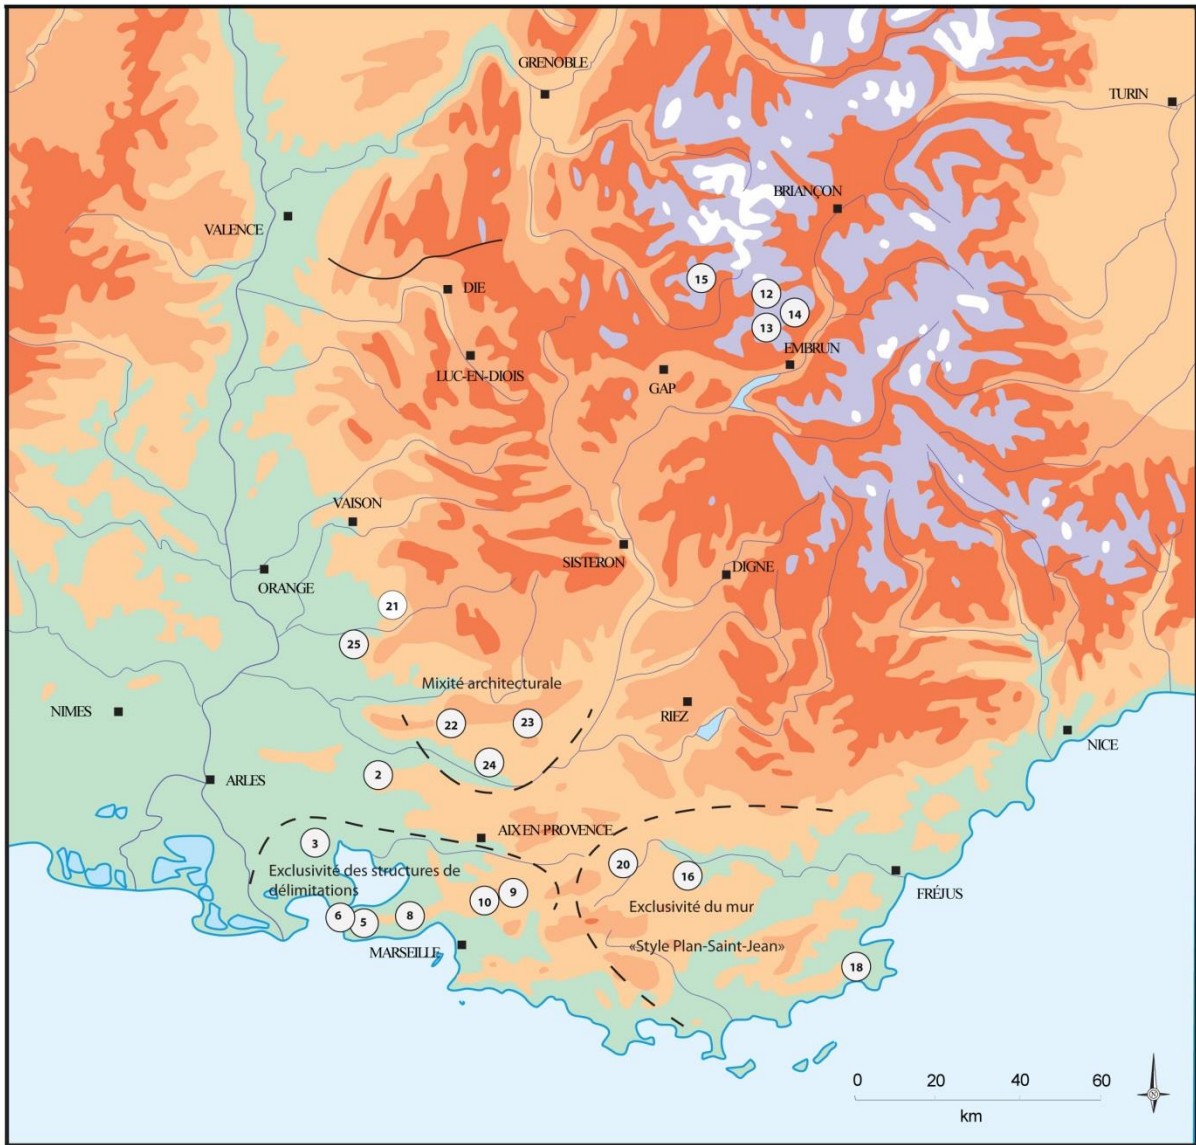 GRENOBLE
TURIN
BRIANÇON
VALENCE
15
12
DIE
14
13
EMBRUN
LUC-EN-DIOIS
GAP
VAISON
SISTERON
DIGNE
ORANGE
21
25
Mixité architecturale
NIMES
22
23
RIEZ
NICE
24
2
ARLES
AIX EN PROVENCE
3
20
Exclusivité des structures de
délimitations
16
FRÉJUS
9
10
Exclusivité du mur
6
5
8
MARSEILLE
«Style Plan-Saint-Jean»
18
0 20 40 60
km
N